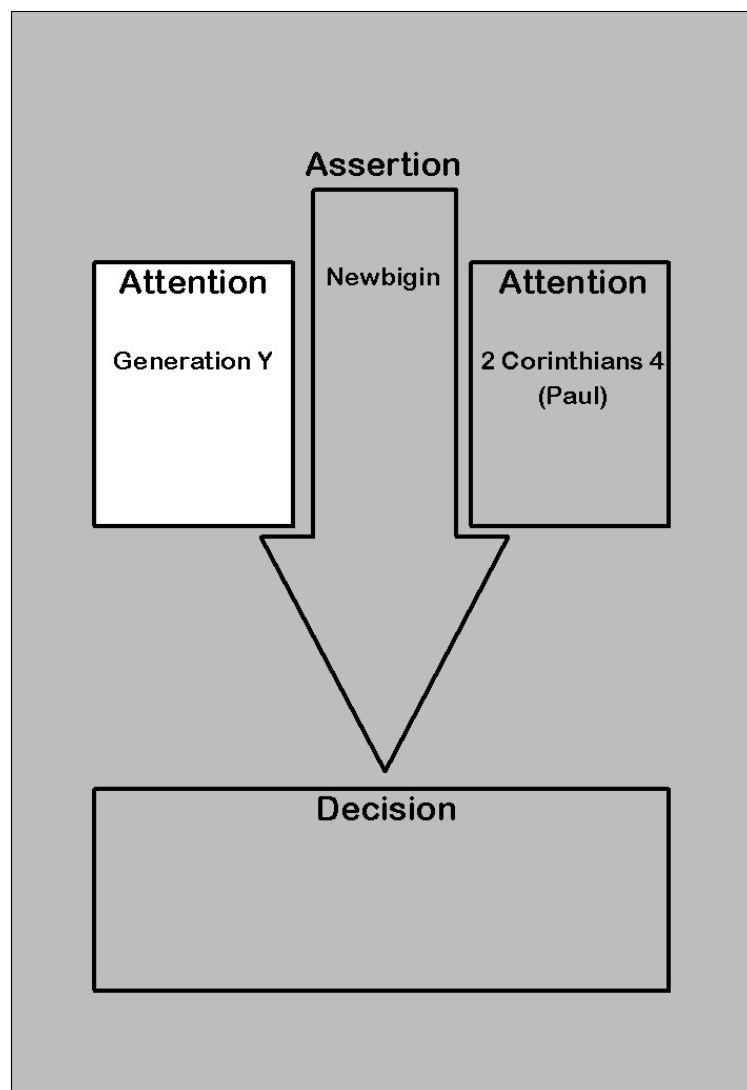 Assertion
Newbigin
Attention
Generation Y
Attention
2 Corinthians 4
(Paul)
Decision